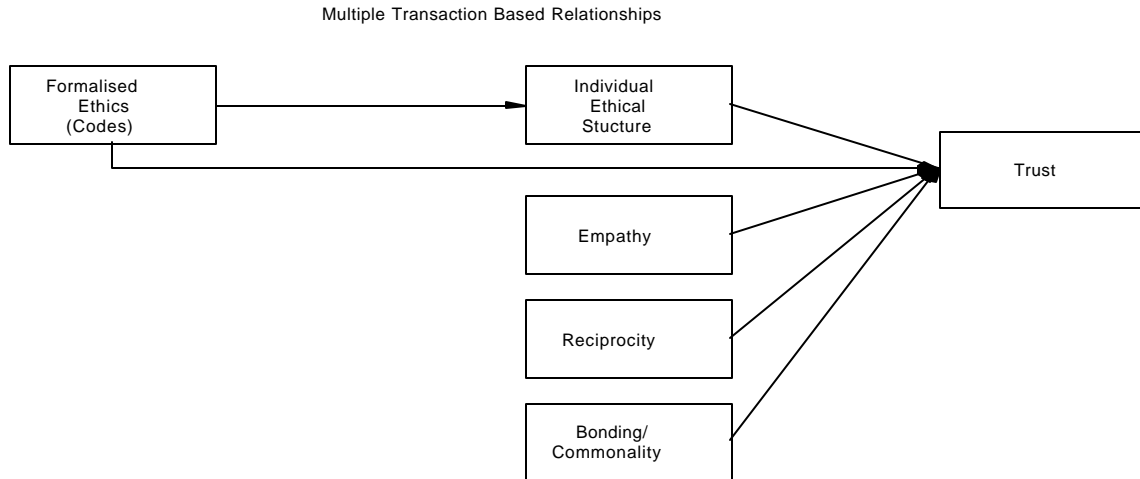 Multiple Transaction Based Relationships
Formalised
Ethics
(Codes)
Individual
Ethical
Stucture
Trust
Empathy
Reciprocity
Bonding/
Commonality